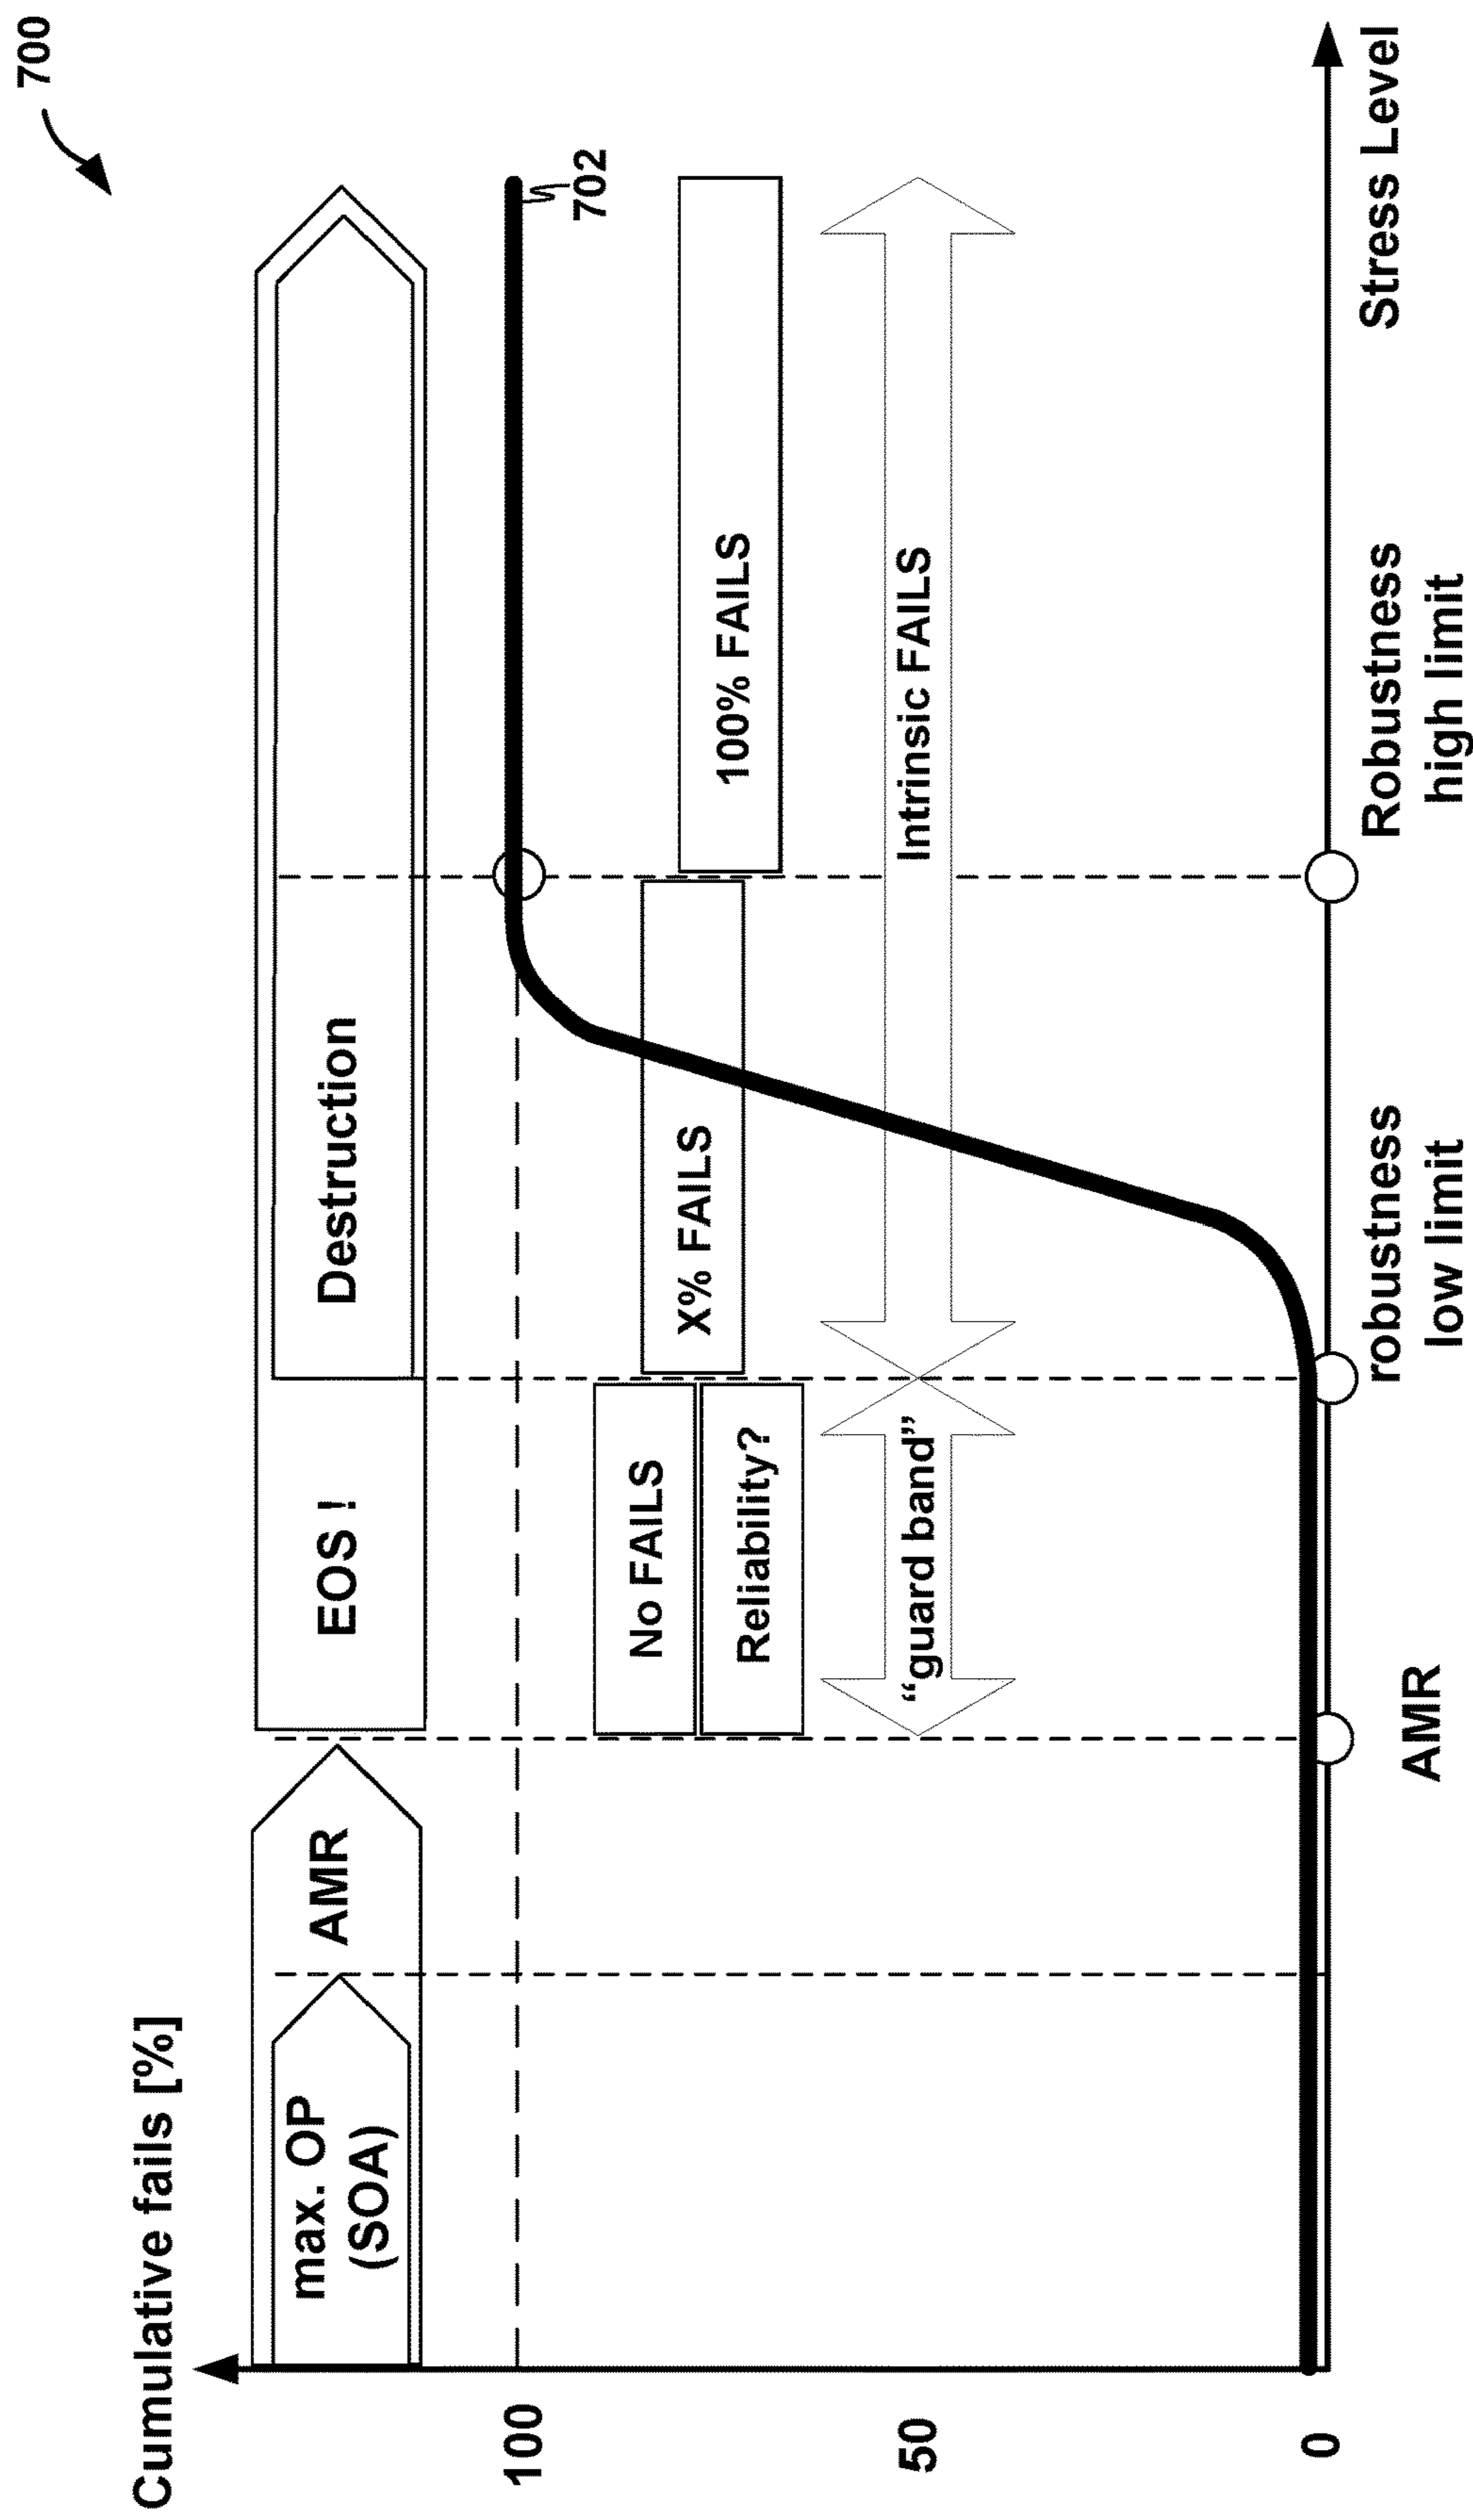 700
Cumulative fails [%]
max. OP
(SOA)
AMR
EOS !
Destruction
100
702
No FAILS
X% FAILS
100% FAILS
Reliability?
50
“guard band”
Intrinsic FAILS
0
AMR
robustness
low limit
Robustness
high limit
Stress Level